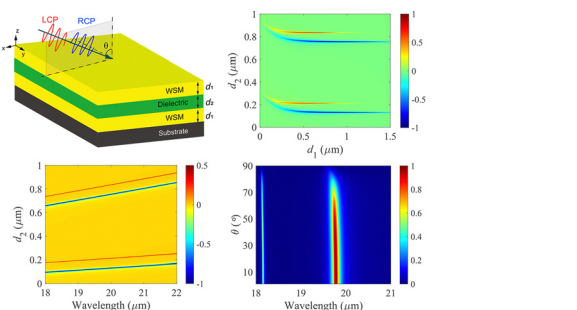 LCP
RCP
θ
z
x
y
WSM
d₁
Dielectric
d₂
WSM
d₁
Substrate
1
0.8
0.6
0.4
0.2
0
d₂ (μm)
0
0.5
1
1.5
d₁ (μm)
1
0.5
0
-0.5
-1
1
0.8
0.6
0.4
0.2
0
d₂ (μm)
18
19
20
21
22
Wavelength (μm)
0.5
0
-0.5
-1
90
70
50
30
10
θ (º)
18
19
20
21
Wavelength (μm)
1
0.8
0.6
0.4
0.2
0